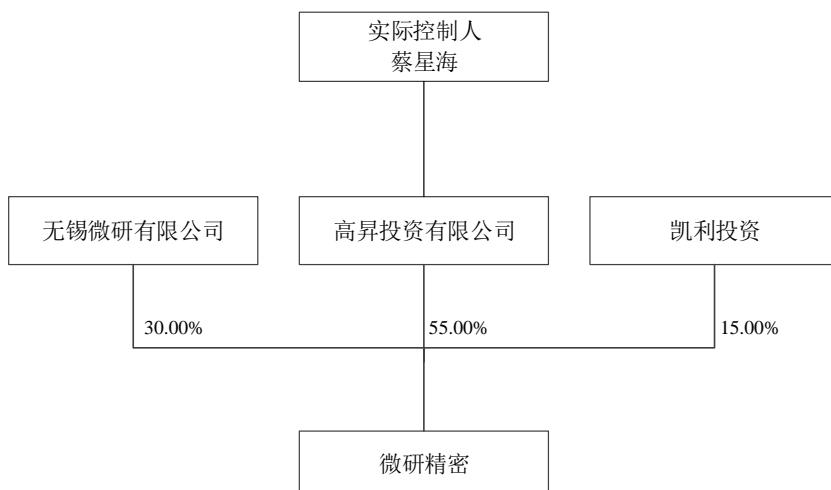 实际控制人
蔡星海
无锡微研有限公司
高昇投资有限公司
凯利投资
30.00%
55.00%
15.00%
微研精密